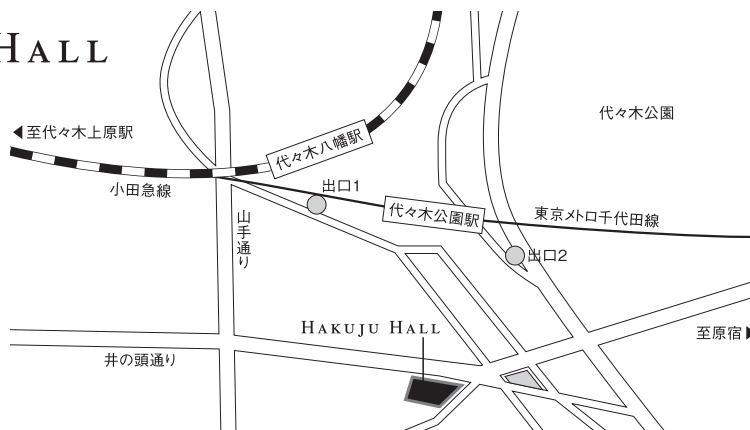 HALL
代々木公園
◀至代々木上原駅
代々木八幡駅
小田急線
出口1
代々木公園駅
東京メトロ千代田線
山手通り
出口2
HAKUJU HALL
至原宿▶
井の頭通り